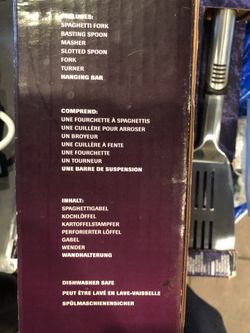 INCLUDES:
SPAGHETTI FORK
BASTING SPOON
MASHER
SLOTTED SPOON
FORK
TURNER
HANGING BAR
COMPREND:
UNE FOURCHETTE À SPAGHETTIS
UNE CUILLÈRE POUR ARROSER
UN BROYEUR
UNE CUILLÈRE À FENTE
UNE FOURCHETTE
UN TOURNEUR
UNE BARRE DE SUSPENSION
INHALT:
SPAGHETTIGABEL
KOCHLÖFFEL
KARTOFFELSTAMPFER
PERFORIERTER LÖFFEL
GABEL
WENDER
WANDHALTERUNG
DISHWASHER SAFE
PEUT ÊTRE LAVÉ EN LAVE-VAISSELLE
SPÜLMASCHINENSICHER